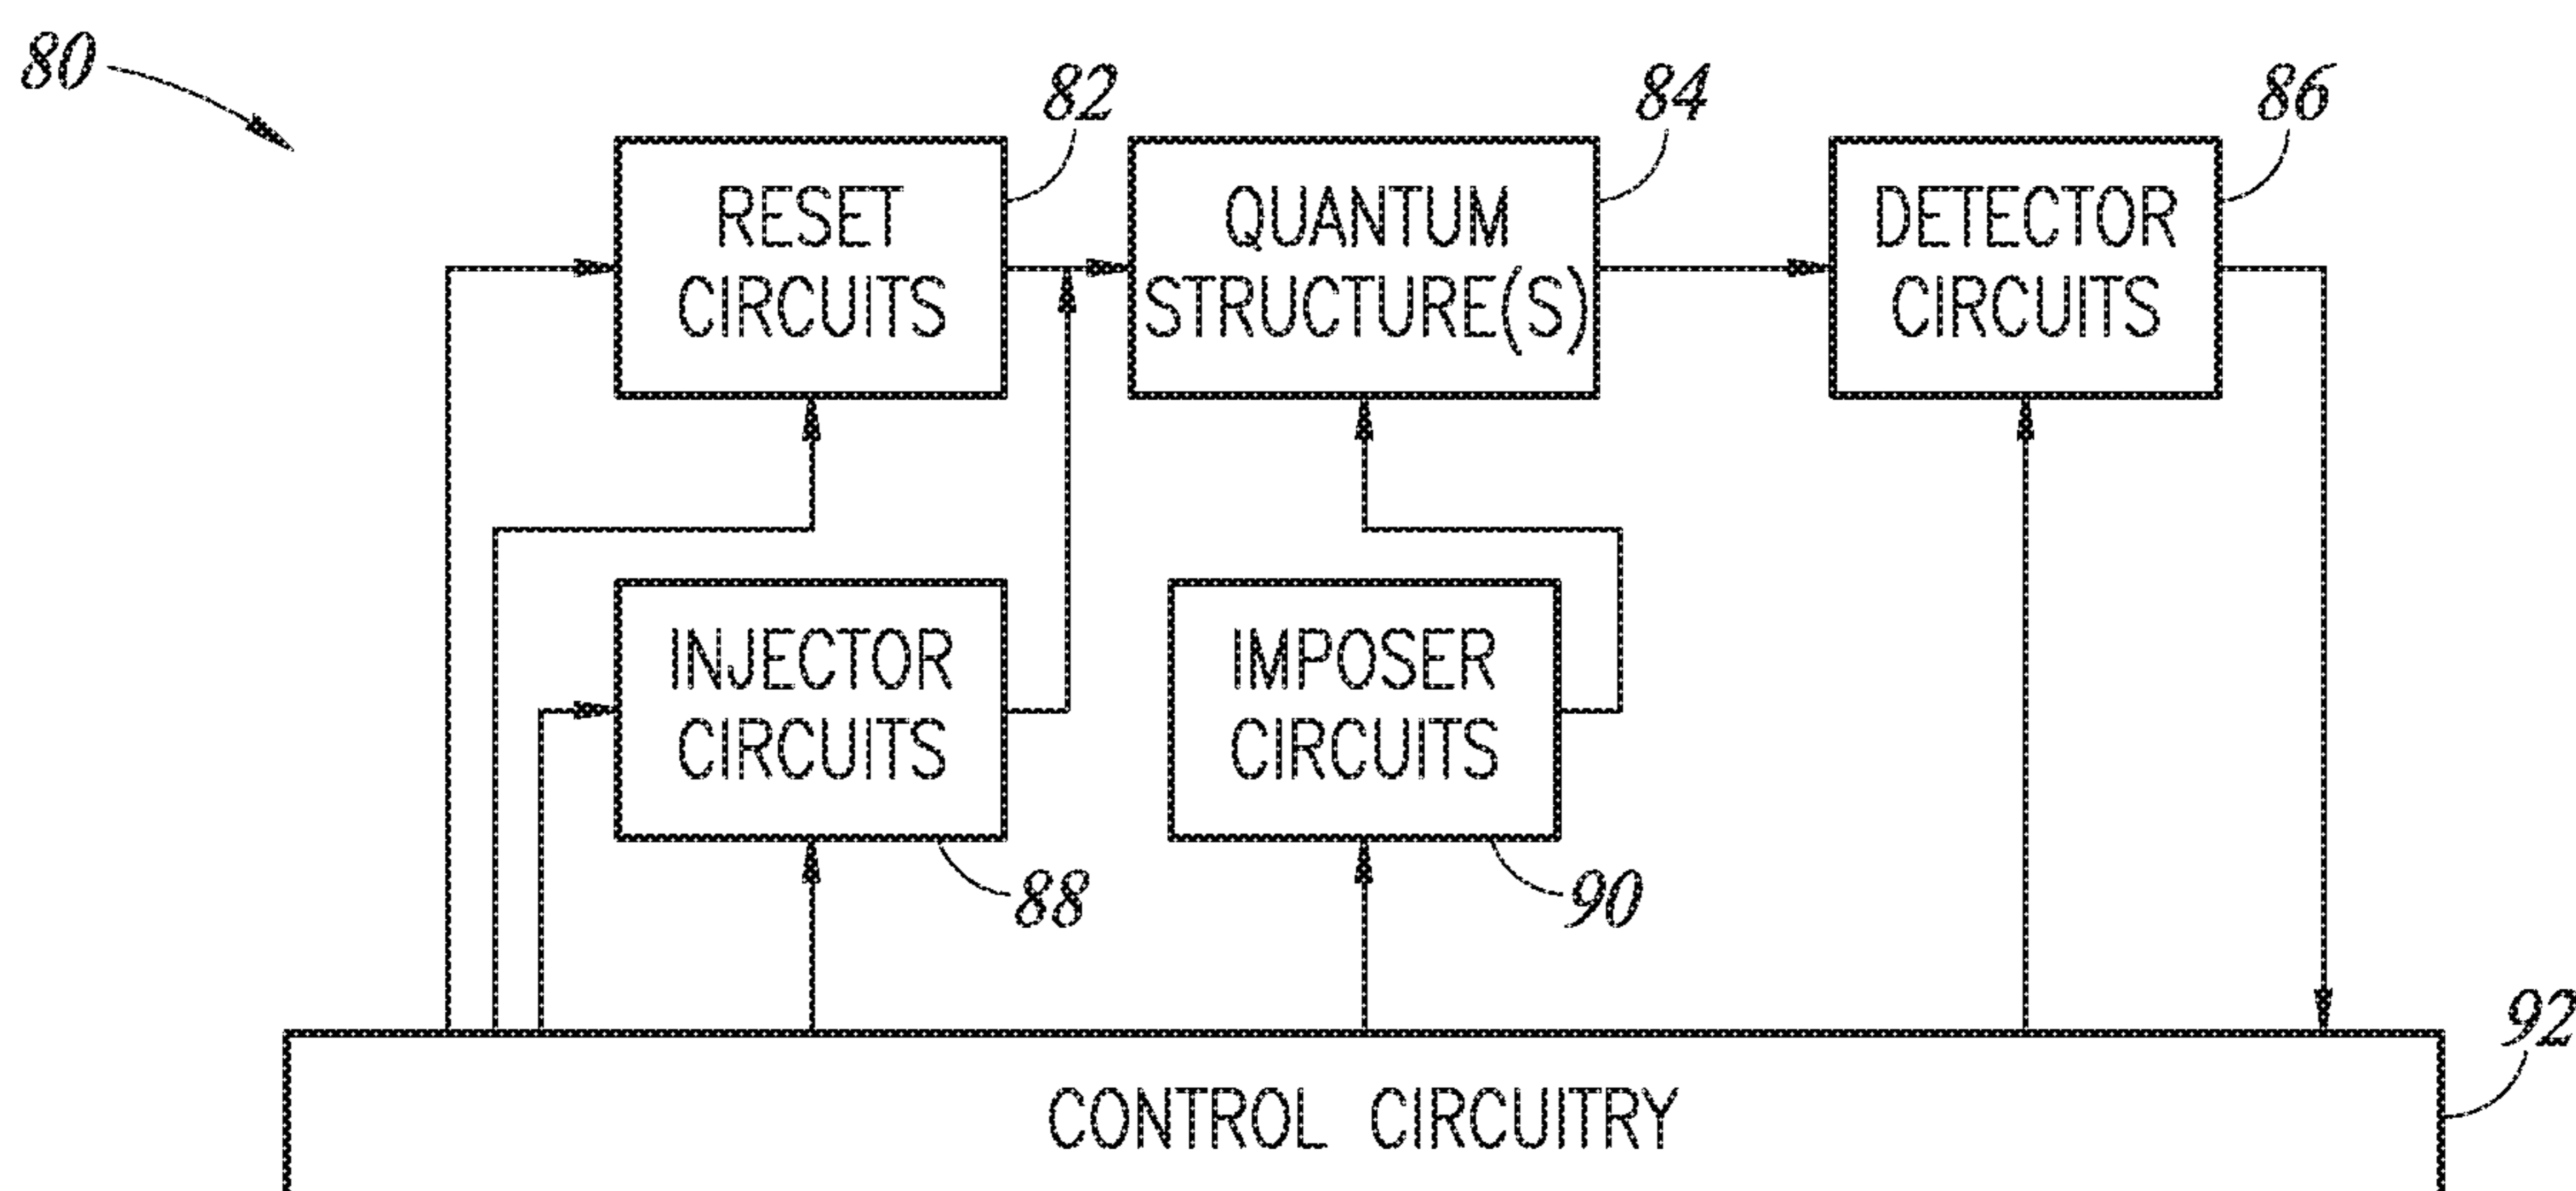 80
82
84
86
RESET
CIRCUITS
QUANTUM
STRUCTURE(S)
DETECTOR
CIRCUITS
INJECTOR
CIRCUITS
IMPOSER
CIRCUITS
88
90
92
CONTROL CIRCUITRY